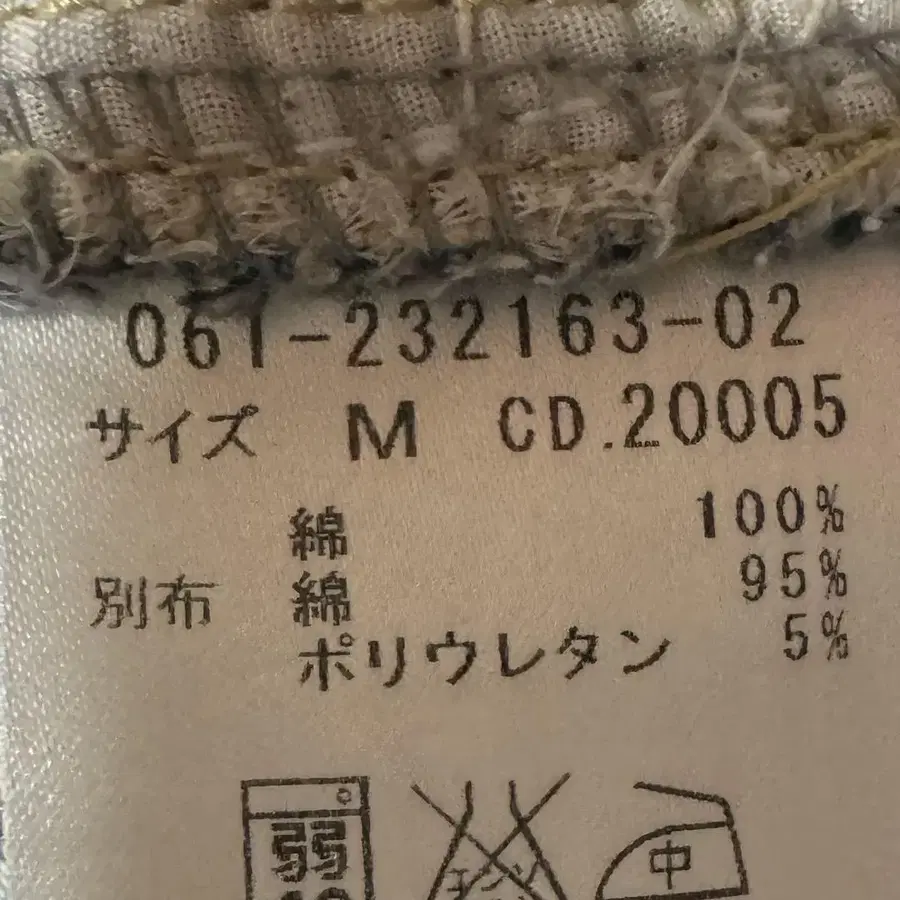 061-232163-02
サイズ M CD.20005
綿 100%
別布 綿 95%
ポリウレタン 5%
弱
中